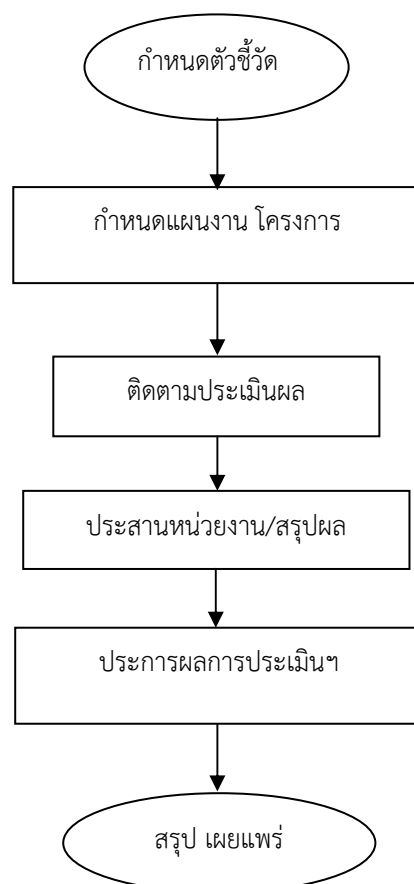 กำหนดตัวชี้วัด
กำหนดแผนงาน โครงการ
ติดตามประเมินผล
ประสานหน่วยงาน/สรุปผล
ประการผลการประเมินฯ
สรุป เผยแพร่